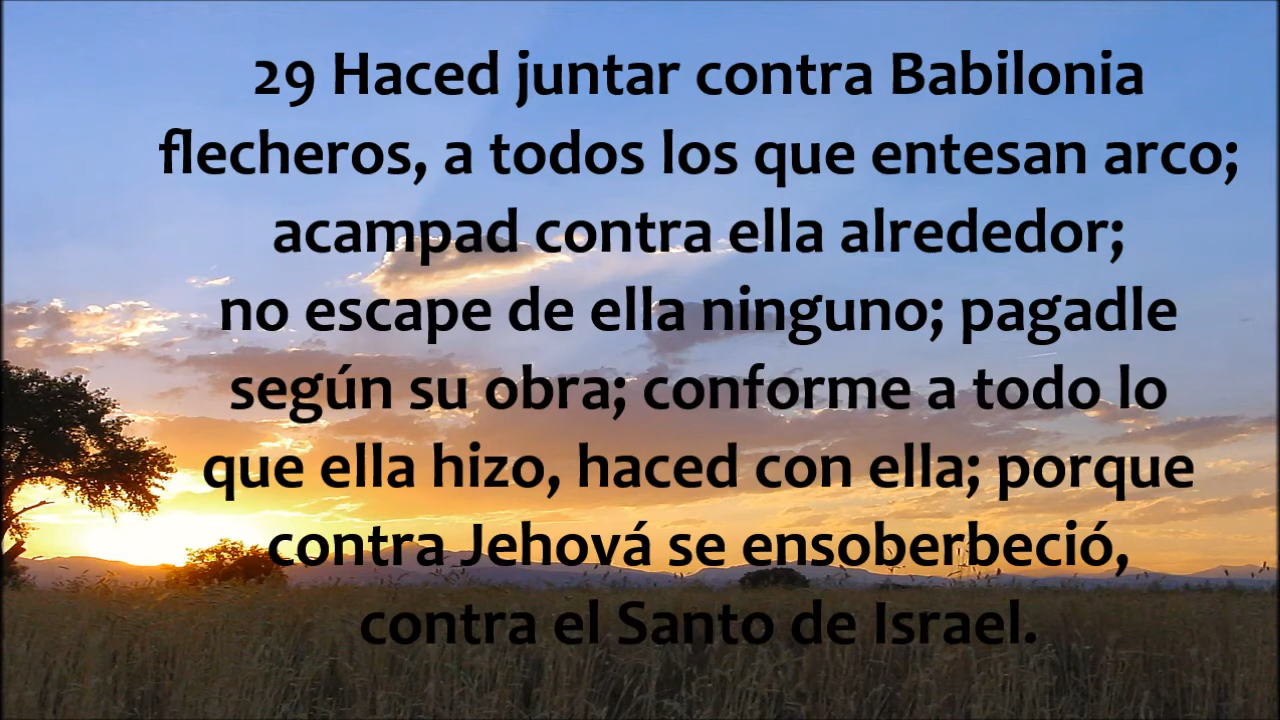 29 Haced juntar contra Babilonia
flecheros, a todos los que entesan arco;
acampad contra ella alrededor;
no escape de ella ninguno; pagadle
según su obra; conforme a todo lo
que ella hizo, haced con ella; porque
contra Jehová se ensoberbeció,
contra el Santo de Israel.